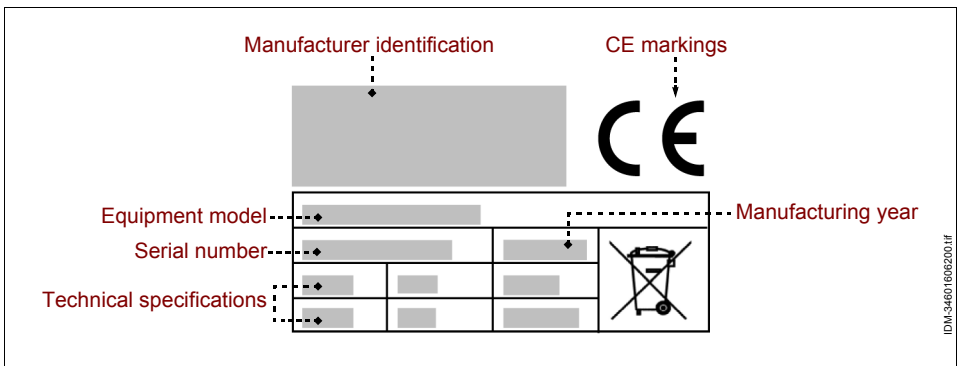 Manufacturer identification
CE markings
CE
Equipment model
Manufacturing year
Serial number
Technical specifications
IDM-34601606200.tif